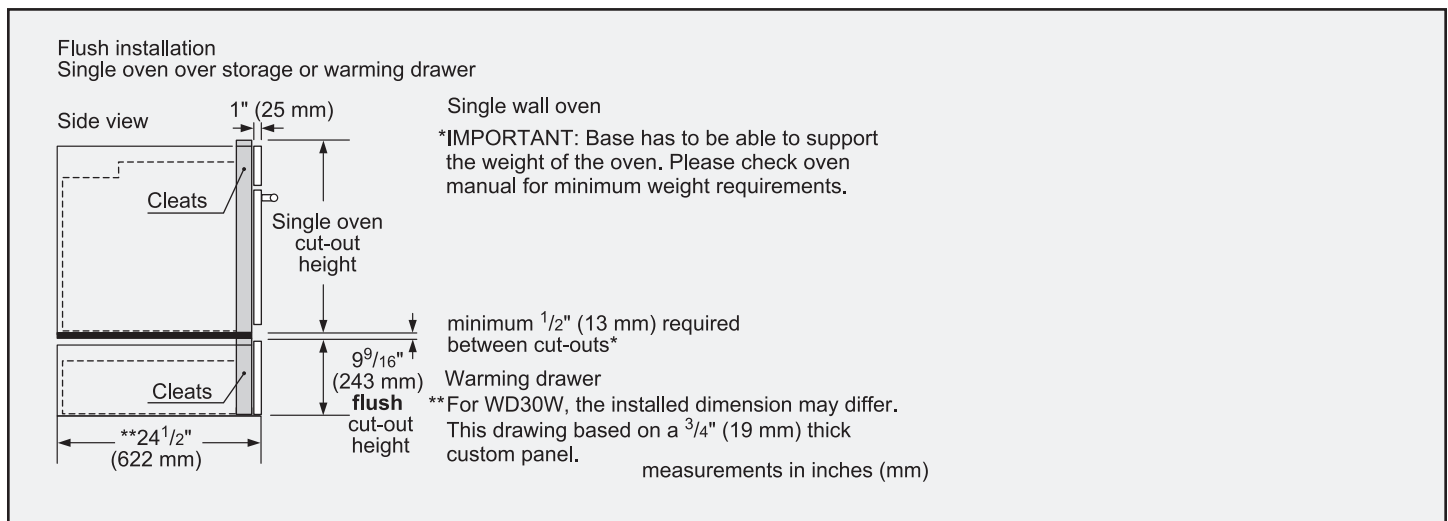 Flush installation
Single oven over storage or warming drawer
Side view
1" (25 mm)
Cleats
Single oven
cut-out
height
Single wall oven
*IMPORTANT: Base has to be able to support
the weight of the oven. Please check oven
manual for minimum weight requirements.
minimum 1/2" (13 mm) required
between cut-outs*
Cleats
9 9/16"
(243 mm)
flush
cut-out
height
Warming drawer
**For WD30W, the installed dimension may differ.
This drawing based on a 3/4" (19 mm) thick
custom panel.
**24 1/2"
(622 mm)
measurements in inches (mm)